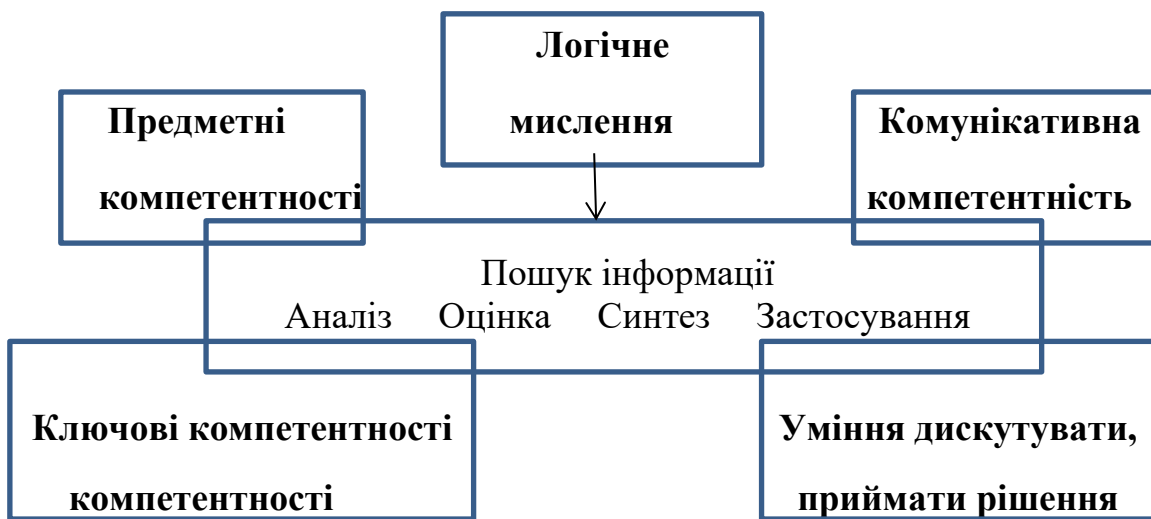 Логічне
мислення
Предметні
компетентності
Комунікативна
компетентність
Пошук інформації
Аналіз Оцінка Синтез Застосування
Ключові компетентності
компетентності
Уміння дискутувати,
приймати рішення